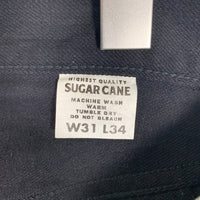 HIGHEST QUALITY
SUGAR CANE
MACHINE WASH
WARM
TUMBLE DRY
DO NOT BLEACH
W31 L34